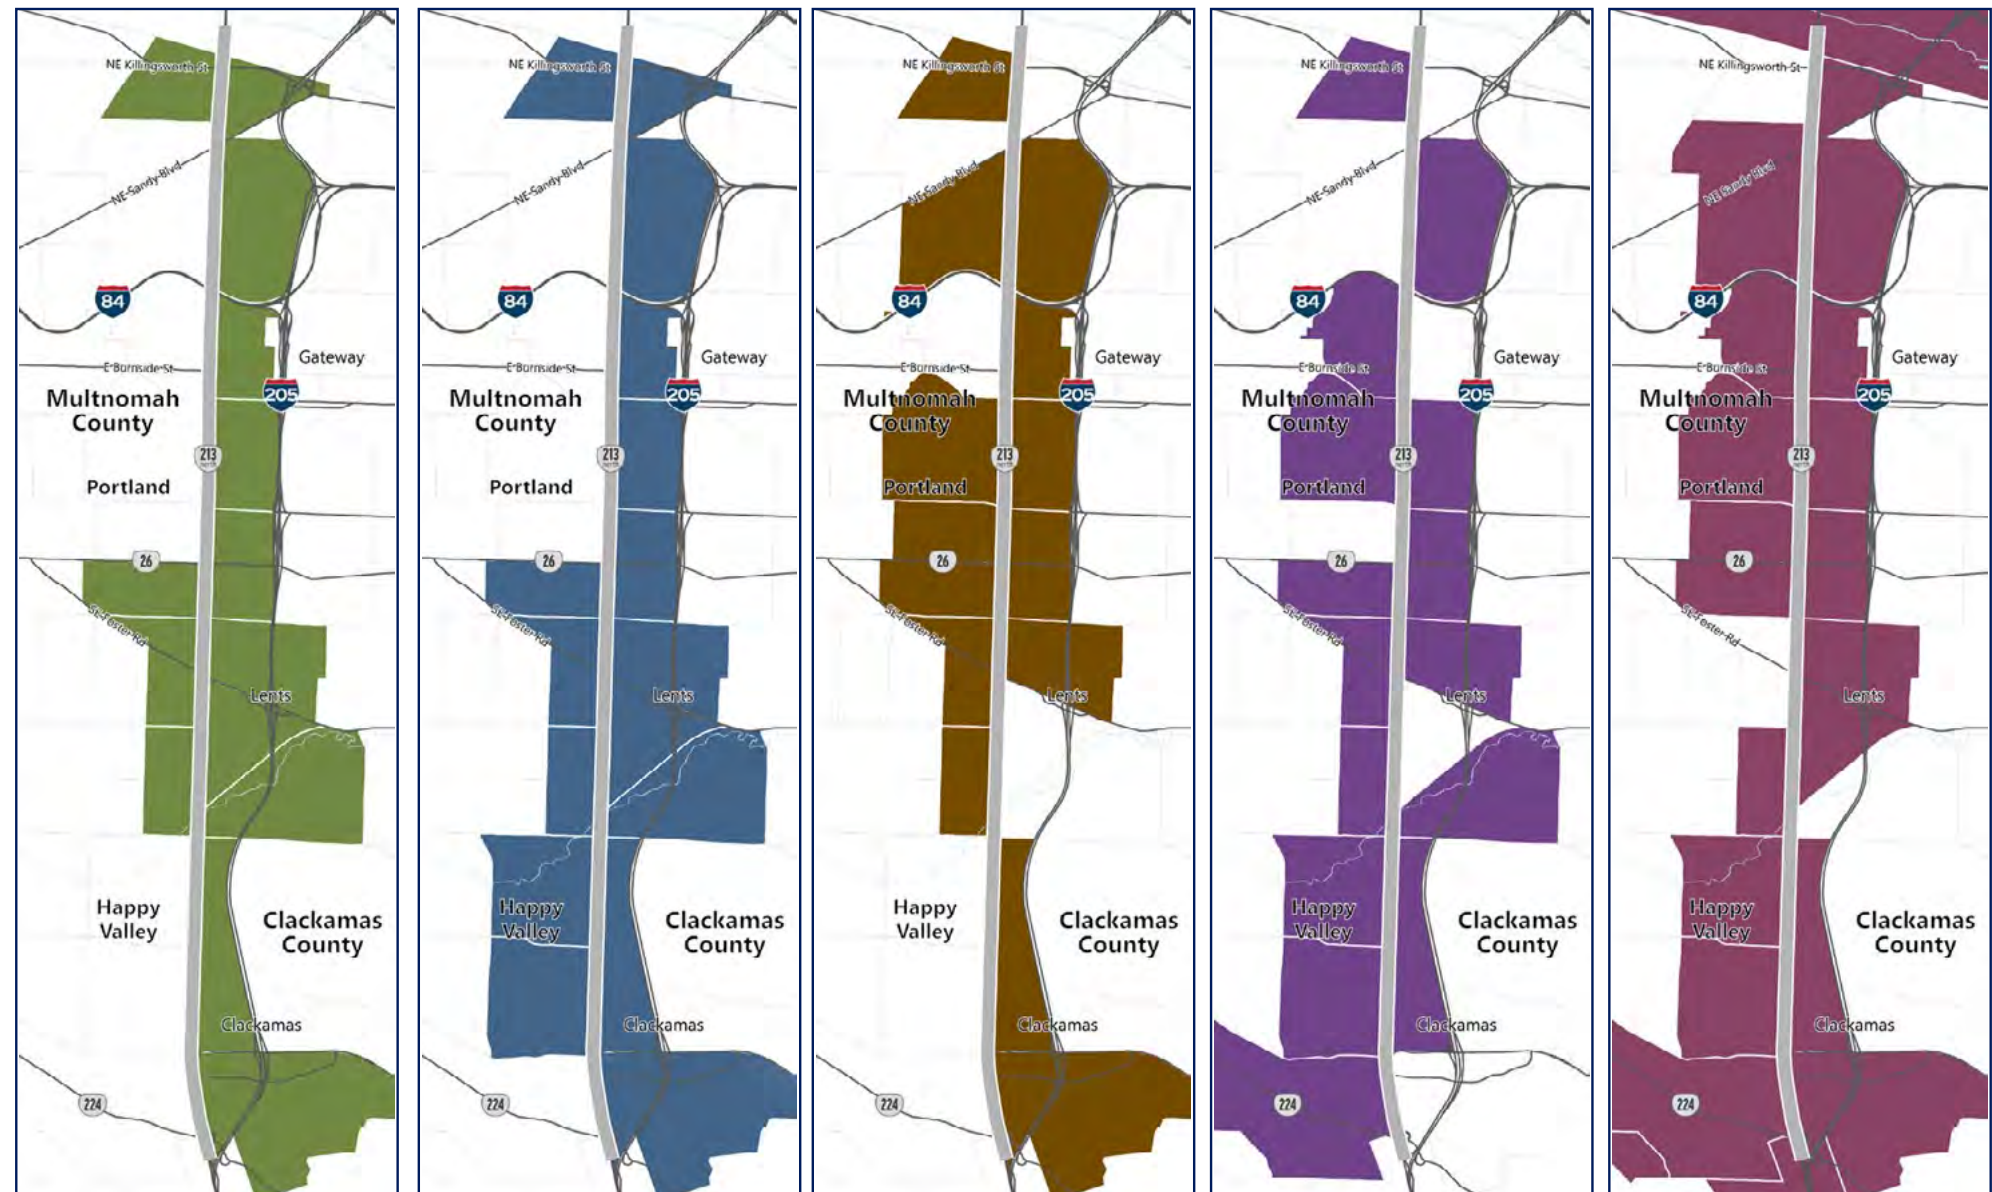 NE Killingsworth St
NE Sandy Blvd
84
E Burnside St
Gateway
205
Multnomah
County
213
Portland
26
SE Foster Rd
Lents
Happy
Valley
Clackamas
County
Clackamas
224
NE Killingsworth St
NE Sandy Blvd
84
E Burnside St
Gateway
205
Multnomah
County
213
Portland
26
SE Foster Rd
Lents
Happy
Valley
Clackamas
County
Clackamas
224
NE Killingsworth St
NE Sandy Blvd
84
E Burnside St
Gateway
205
Multnomah
County
213
Portland
26
SE Foster Rd
Lents
Happy
Valley
Clackamas
County
Clackamas
224
NE Killingsworth St
NE Sandy Blvd
84
E Burnside St
Gateway
205
Multnomah
County
213
Portland
26
SE Foster Rd
Lents
Happy
Valley
Clackamas
County
Clackamas
224
NE Killingsworth St
NE Sandy Blvd
84
E Burnside St
Gateway
205
Multnomah
County
213
Portland
26
SE Foster Rd
Lents
Happy
Valley
Clackamas
County
Clackamas
224